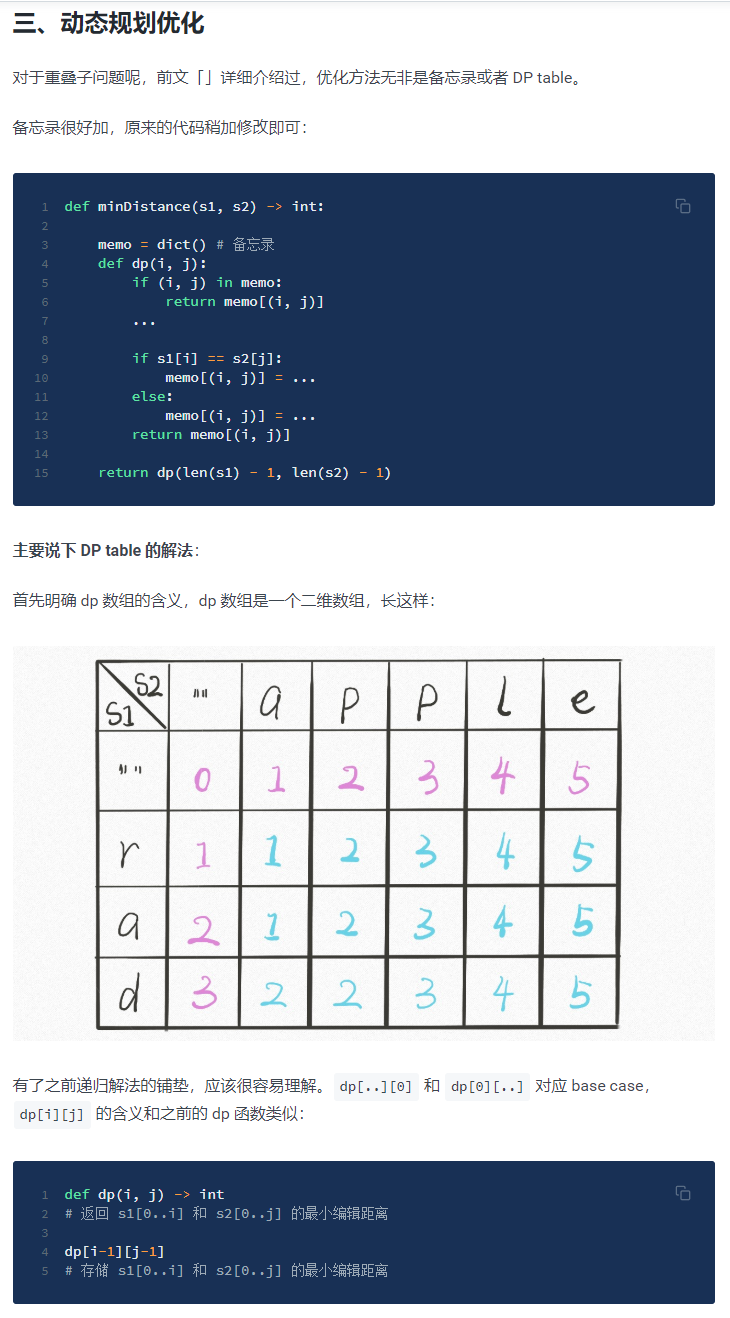 三、动态规划优化
对于重叠子问题呢，前文「」详细介绍过，优化方法无非是备忘录或者 DP table。
备忘录很好加，原来的代码稍加修改即可：
1 def minDistance(s1, s2) -> int:
2
3     memo = dict() # 备忘录
4     def dp(i, j):
5         if (i, j) in memo:
6             return memo[(i, j)]
7         ...
8
9         if s1[i] == s2[j]:
10             memo[(i, j)] = ...
11         else:
12             memo[(i, j)] = ...
13         return memo[(i, j)]
14
15     return dp(len(s1) - 1, len(s2) - 1)
主要说下 DP table 的解法：
首先明确 dp 数组的含义，dp 数组是一个二维数组，长这样：
S1 S2 "" a p p l e
"" 0 1 2 3 4 5
r 1 1 2 3 4 5
a 2 1 2 3 4 5
d 3 2 2 3 4 5
有了之前递归解法的铺垫，应该很容易理解。dp[..][0] 和 dp[0][..] 对应 base case，
dp[i][j] 的含义和之前的 dp 函数类似：
1 def dp(i, j) -> int
2 # 返回 s1[0..i] 和 s2[0..j] 的最小编辑距离
3
4 dp[i-1][j-1]
5 # 存储 s1[0..i] 和 s2[0..j] 的最小编辑距离